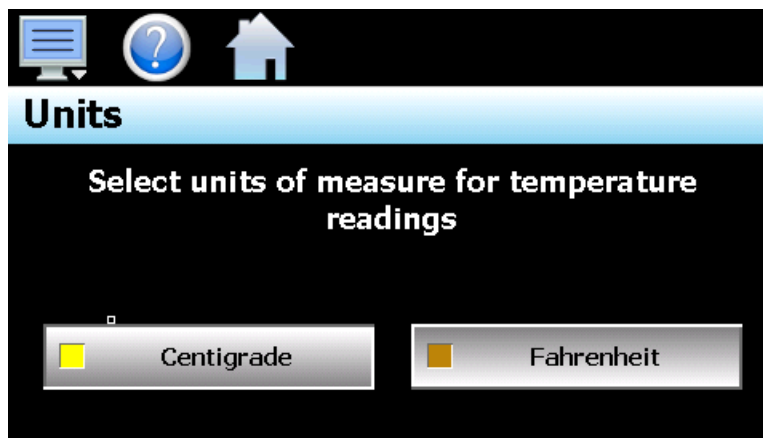 ?
Units
Select units of measure for temperature
readings
Centigrade
Fahrenheit